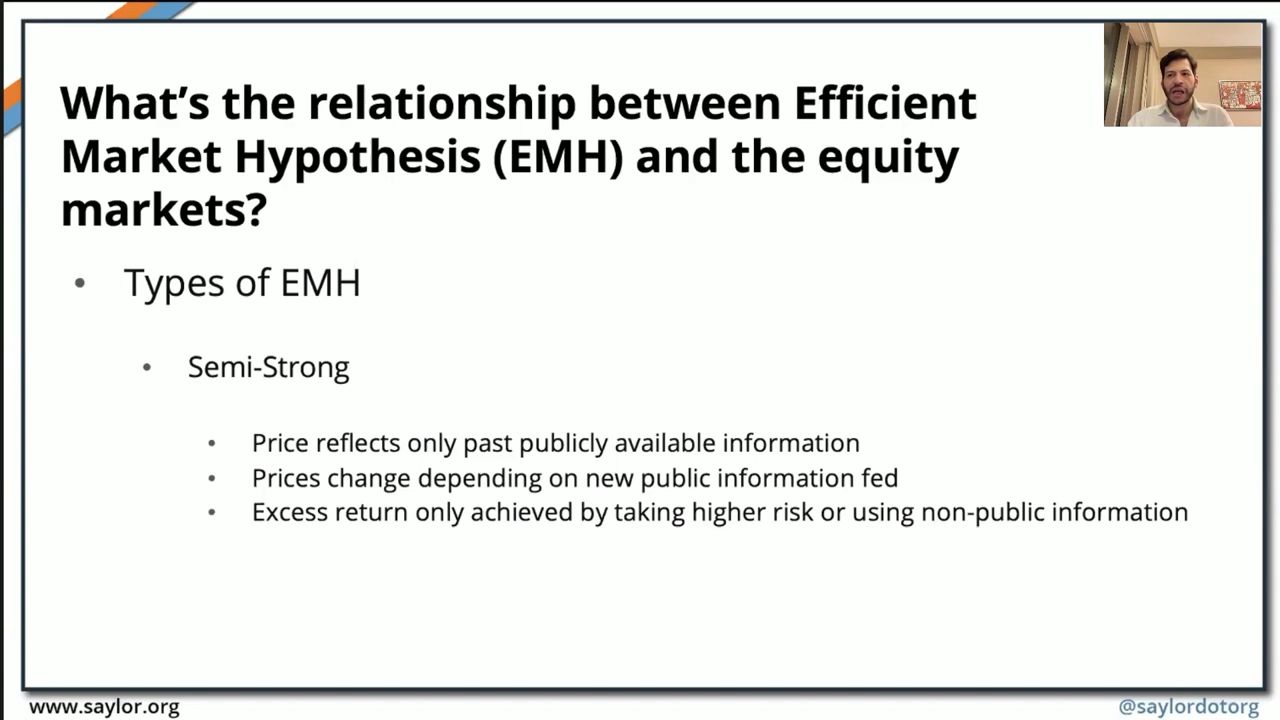 What's the relationship between Efficient
Market Hypothesis (EMH) and the equity
markets?
• Types of EMH
• Semi-Strong
• Price reflects only past publicly available information
• Prices change depending on new public information fed
• Excess return only achieved by taking higher risk or using non-public information
www.saylor.org
@saylordotorg